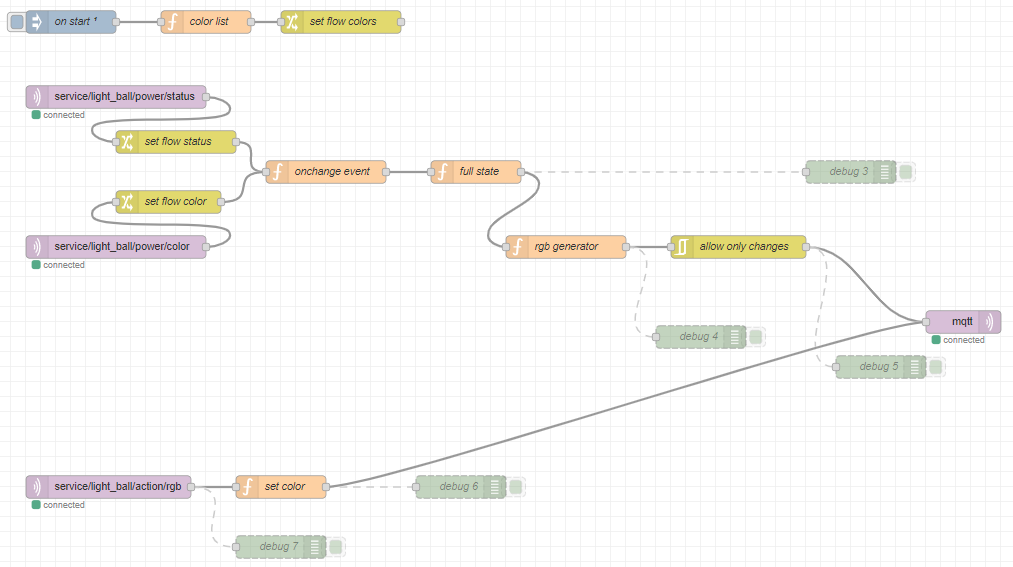 on start ¹
color list
set flow colors
service/light_ball/power/status
connected
set flow status
onchange event
full state
debug 3
set flow color
service/light_ball/power/color
connected
rgb generator
allow only changes
mqtt
connected
debug 4
debug 5
service/light_ball/action/rgb
connected
set color
debug 6
debug 7